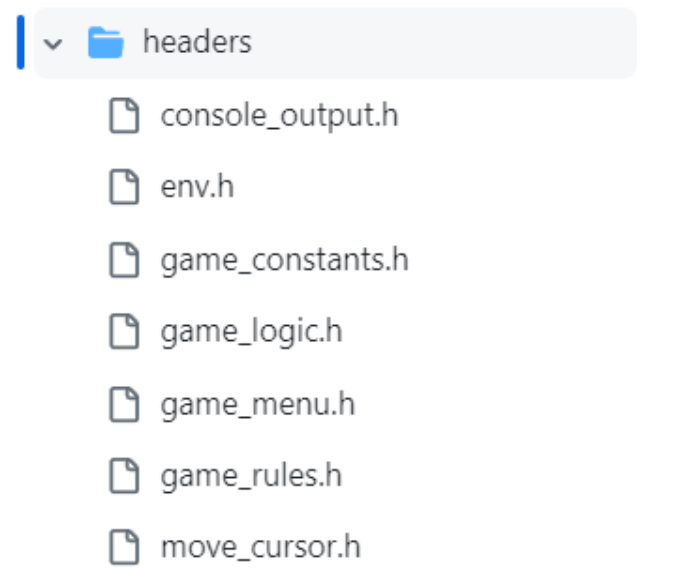 headers
console_output.h
env.h
game_constants.h
game_logic.h
game_menu.h
game_rules.h
move_cursor.h